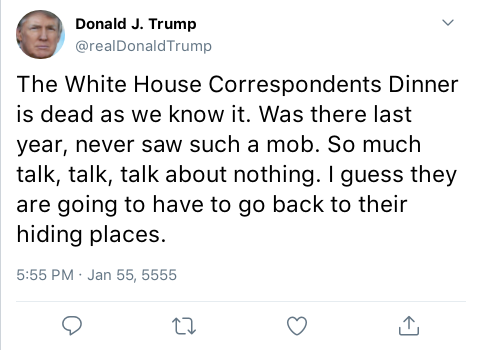 Donald J. Trump
@realDonaldTrump
The White House Correspondents Dinner
is dead as we know it. Was there last
year, never saw such a mob. So much
talk, talk, talk about nothing. I guess they
are going to have to go back to their
hiding places.
5:55 PM · Jan 55, 5555